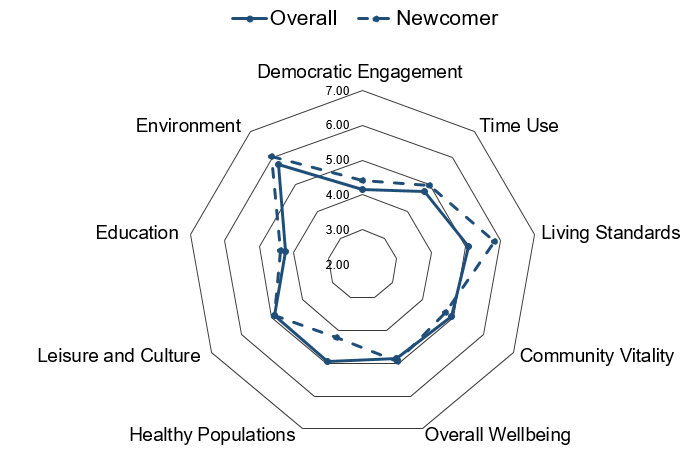 Overall Newcomer
Democratic Engagement
7.00
Environment Time Use
6.00
5.00
4.00
Education Living Standards
3.00
2.00
Leisure and Culture Community Vitality
Healthy Populations Overall Wellbeing